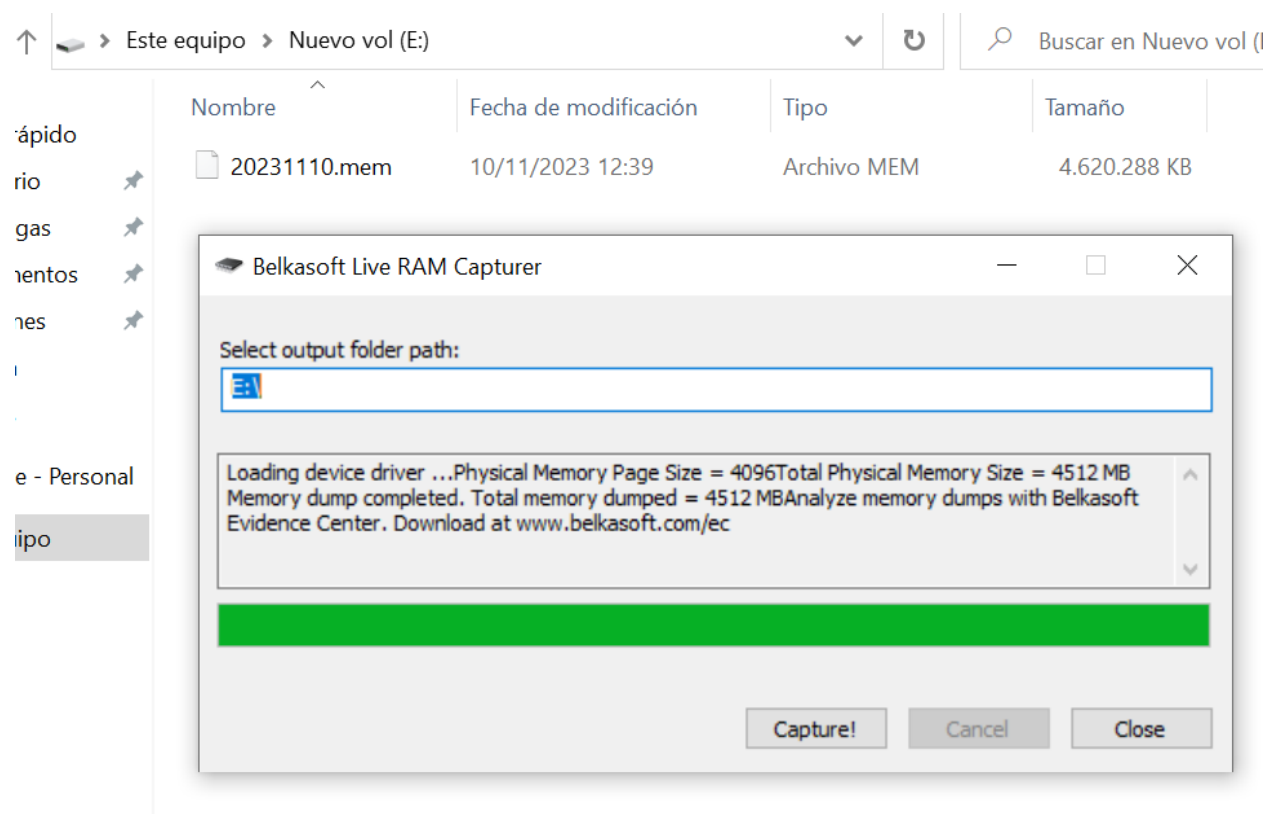 Este equipo > Nuevo vol (E:)
Buscar en Nuevo vol (
Nombre Fecha de modificación Tipo Tamaño
rápido
20231110.mem 10/11/2023 12:39 Archivo MEM 4.620.288 KB
rio
gas
nentos
nes
e - Personal
ipo
Belkasoft Live RAM Capturer
Select output folder path:
E:\
Loading device driver ...Physical Memory Page Size = 4096Total Physical Memory Size = 4512 MB
Memory dump completed. Total memory dumped = 4512 MBAnalyze memory dumps with Belkasoft
Evidence Center. Download at www.belkasoft.com/ec
Capture! Cancel Close